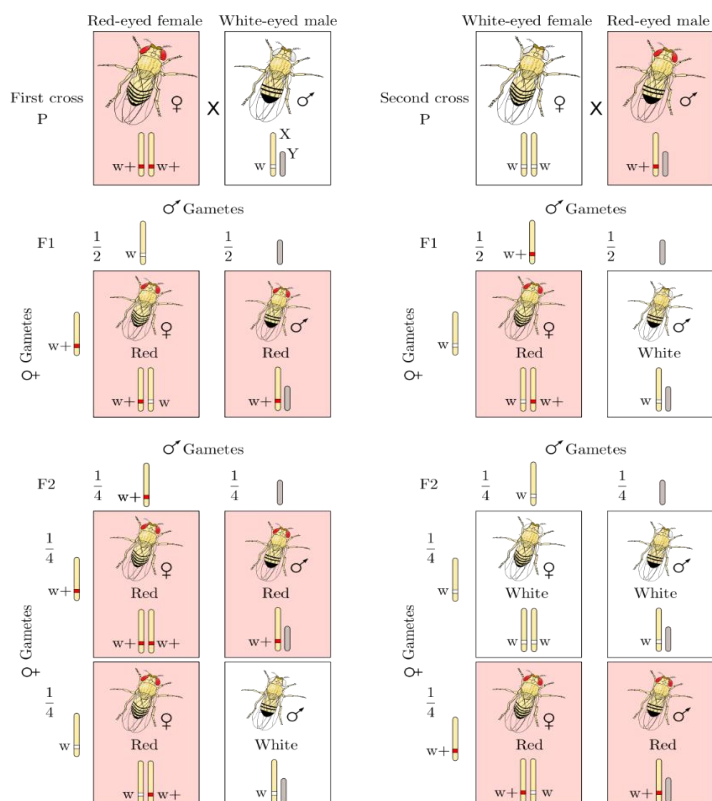 Red-eyed female White-eyed male
First cross
P
♀ X ♂
X
Y
w+ w+ w
♂ Gametes
F1 1/2 w 1/2
♀ Gametes
w+
♀ ♂
Red Red
w+ w w+
♂ Gametes
F2 1/4 w+ 1/4
♀ Gametes
1/4
w+
♀ ♂
Red Red
w+ w+ w+
1/4
w
♀ ♂
Red White
w w+ w
White-eyed female Red-eyed male
Second cross
P
♀ X ♂
w w w+
♂ Gametes
F1 1/2 w+ 1/2
♀ Gametes
w
♀ ♂
Red White
w w+ w
♂ Gametes
F2 1/4 w 1/4
♀ Gametes
1/4
w
♀ ♂
White White
w w w
1/4
w+
♀ ♂
Red Red
w+ w w+